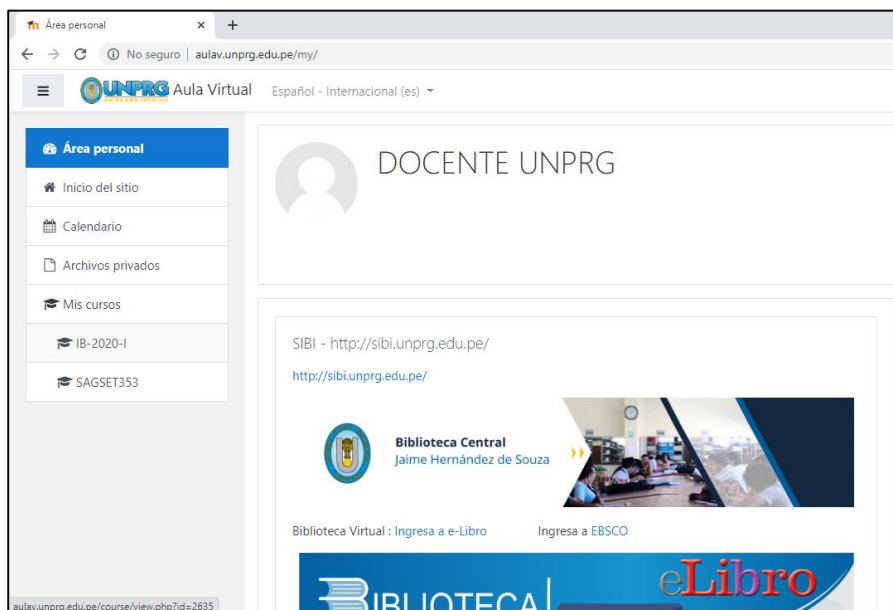 Área personal
No seguro | aulav.unprg.edu.pe/my/
UNPRG Aula Virtual
Español - Internacional (es)
Área personal
Inicio del sitio
Calendario
Archivos privados
Mis cursos
IB-2020-I
SAGSET353
DOCENTE UNPRG
SIBI - http://sibi.unprg.edu.pe/
http://sibi.unprg.edu.pe/
Biblioteca Central
Jaime Hernández de Souza
Biblioteca Virtual : Ingresa a e-Libro Ingresa a EBSCO
BIBLIOTECA
eLibro
aulav.unprg.edu.pe/course/view.php?id=2635